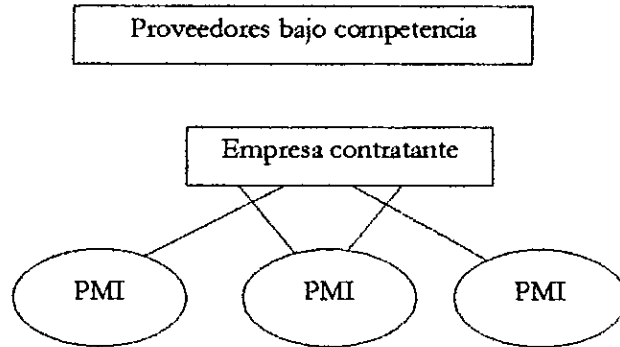 Proveedores bajo competencia
Empresa contratante
PMI PMI PMI